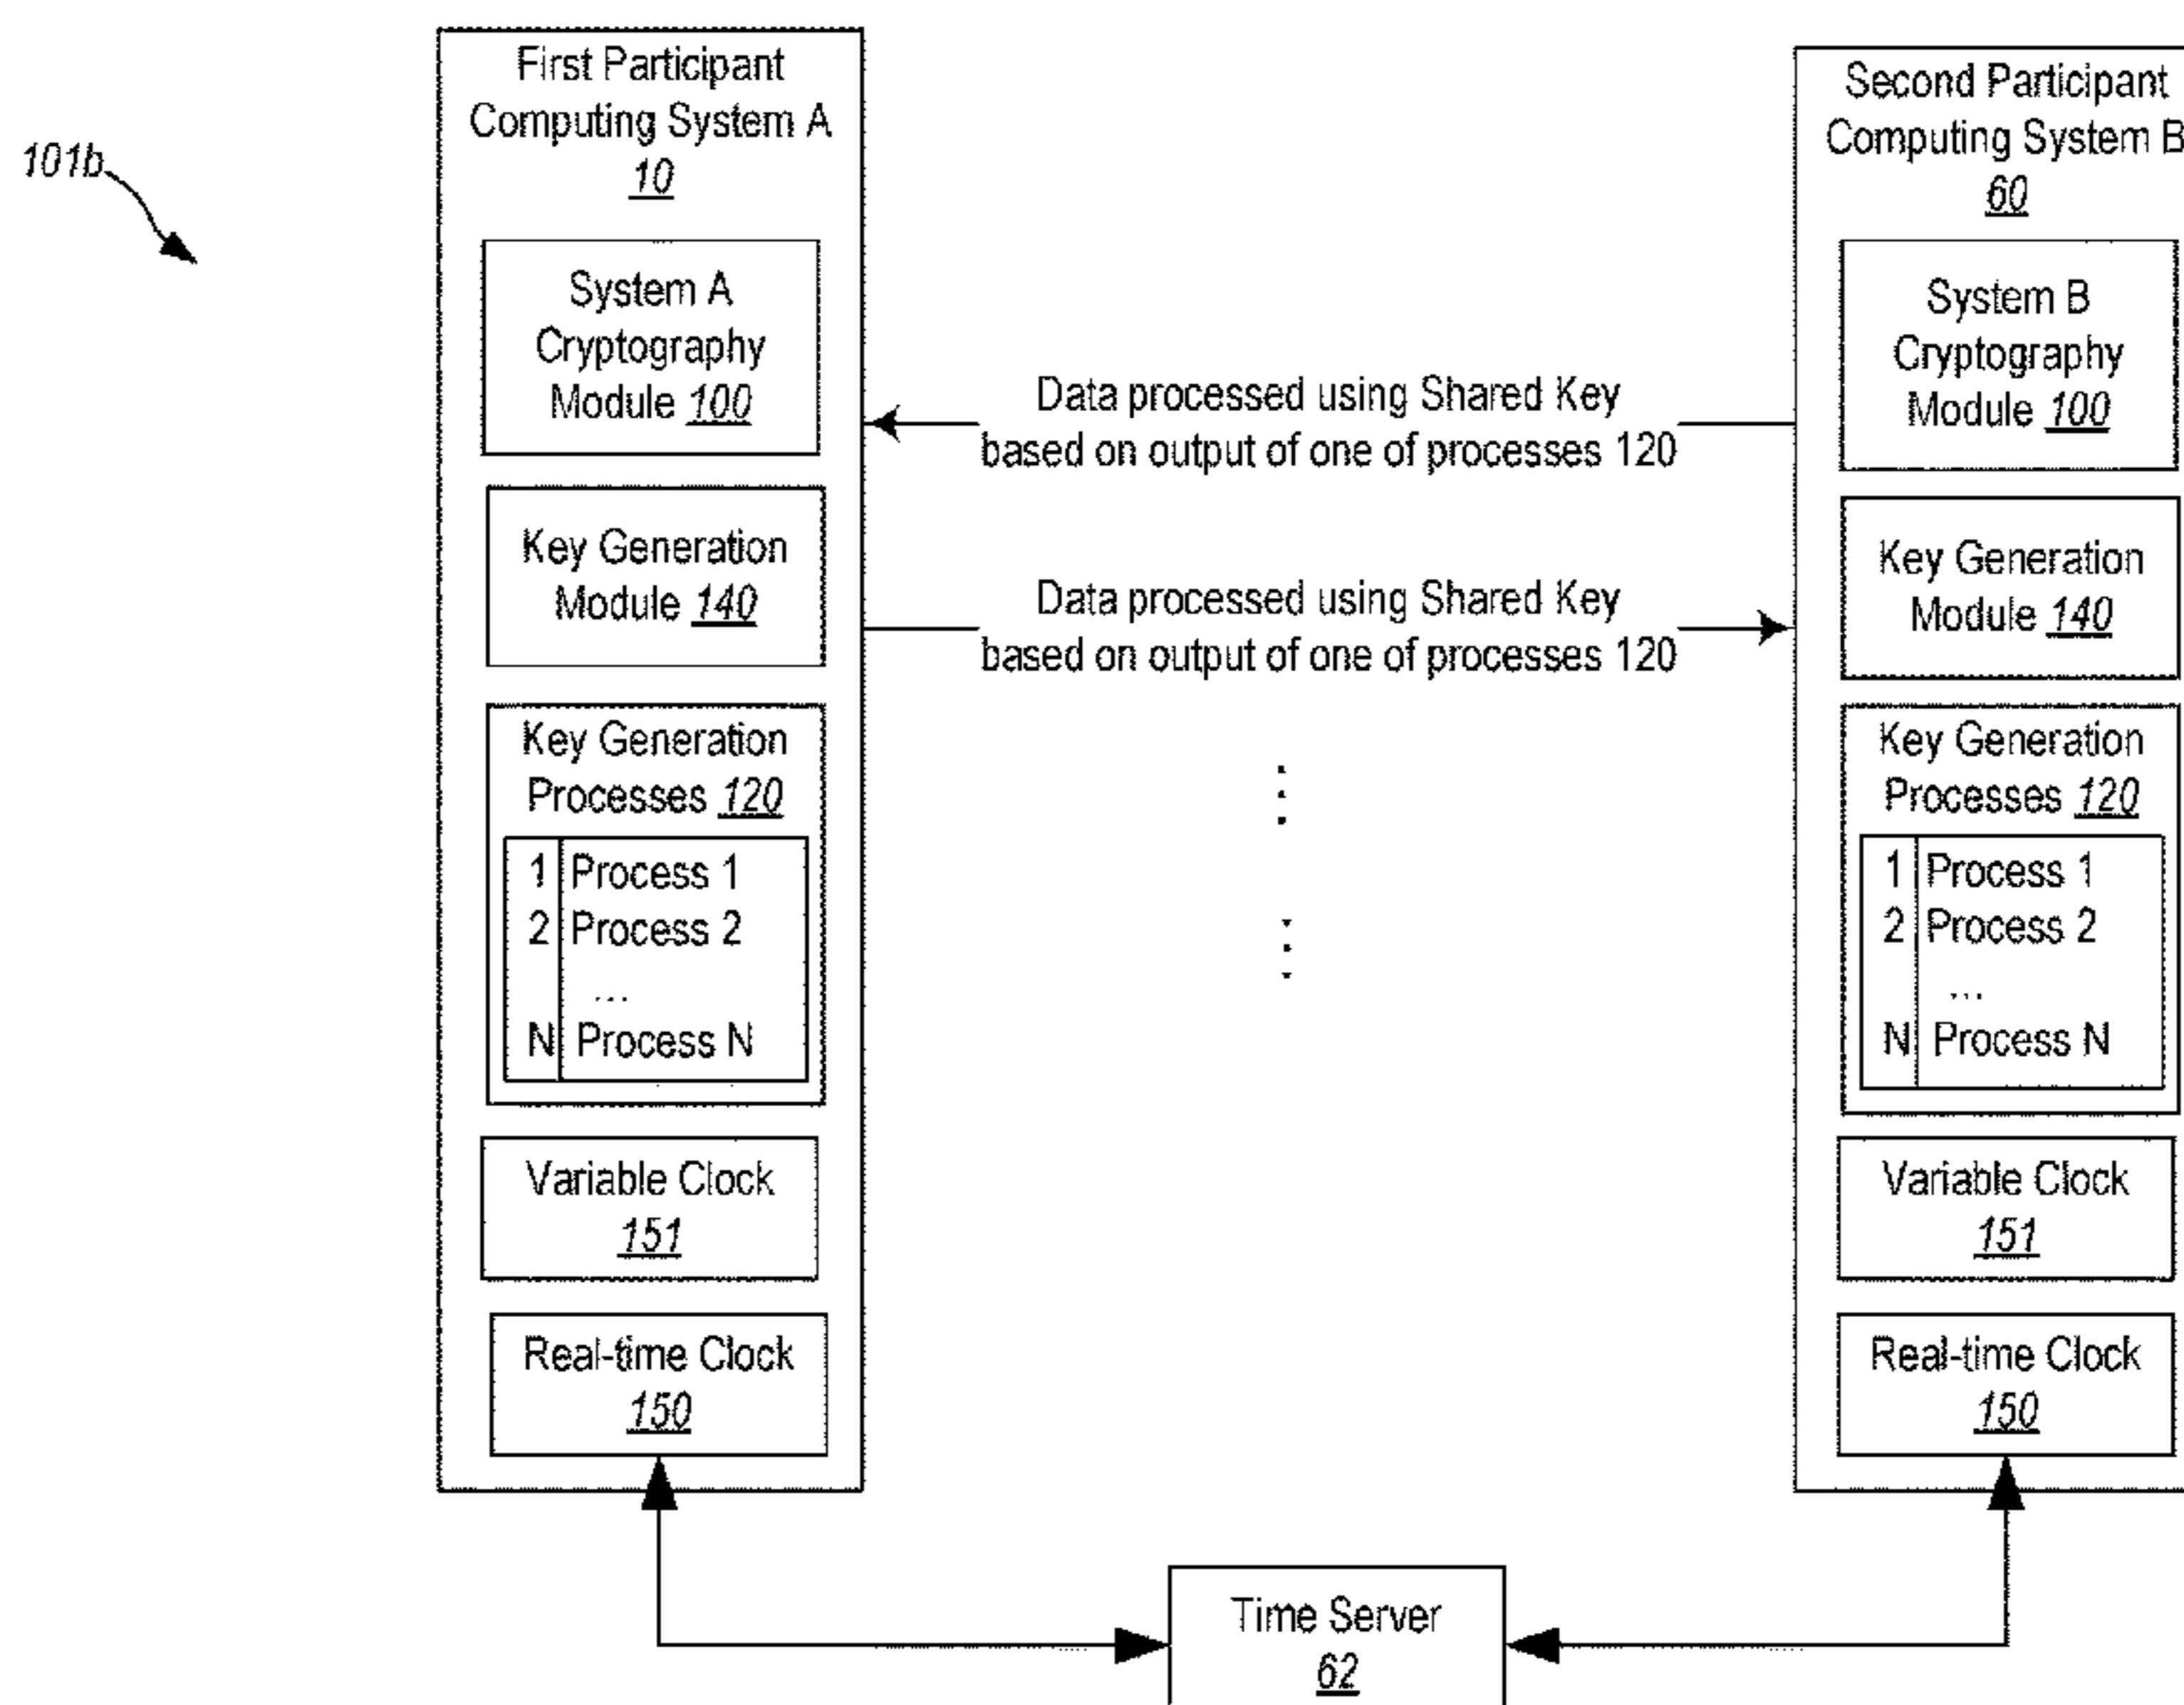 101b
First Participant
Computing System A
10
System A
Cryptography
Module 100
Key Generation
Module 140
Key Generation
Processes 120
1 Process 1
2 Process 2
...
N Process N
Variable Clock
151
Real-time Clock
150
Data processed using Shared Key
based on output of one of processes 120
Data processed using Shared Key
based on output of one of processes 120
Second Participant
Computing System B
60
System B
Cryptography
Module 100
Key Generation
Module 140
Key Generation
Processes 120
1 Process 1
2 Process 2
...
N Process N
Variable Clock
151
Real-time Clock
150
Time Server
62